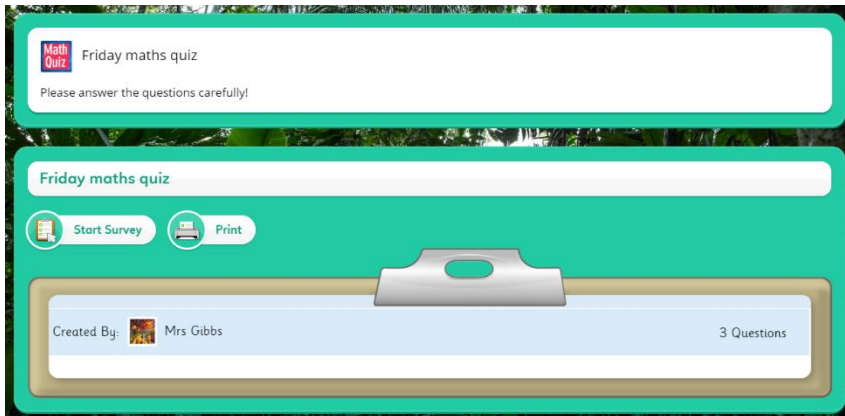 Math
Quiz
Friday maths quiz
Please answer the questions carefully!
Friday maths quiz
Start Survey
Print
Created By: Mrs Gibbs
3 Questions